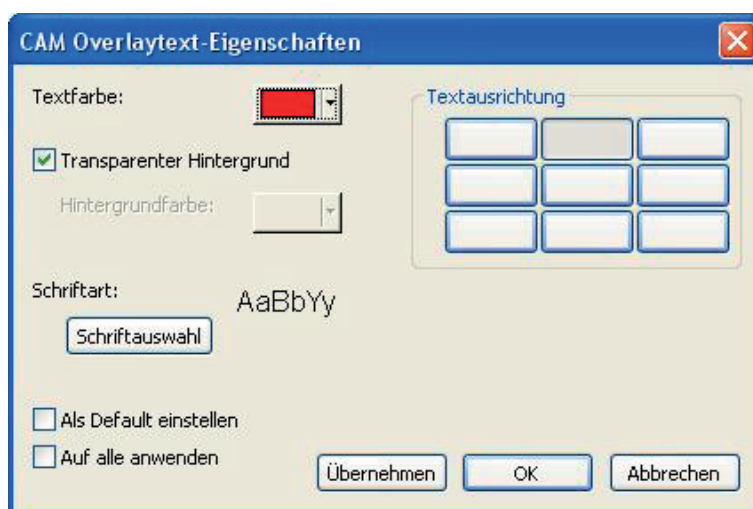 CAM Overlaytext-Eigenschaften
Textfarbe:
Textausrichtung
Transparenter Hintergrund
Hintergrundfarbe:
Schriftart:
AaBbYy
Schriftauswahl
Als Default einstellen
Auf alle anwenden
Übernehmen
OK
Abbrechen